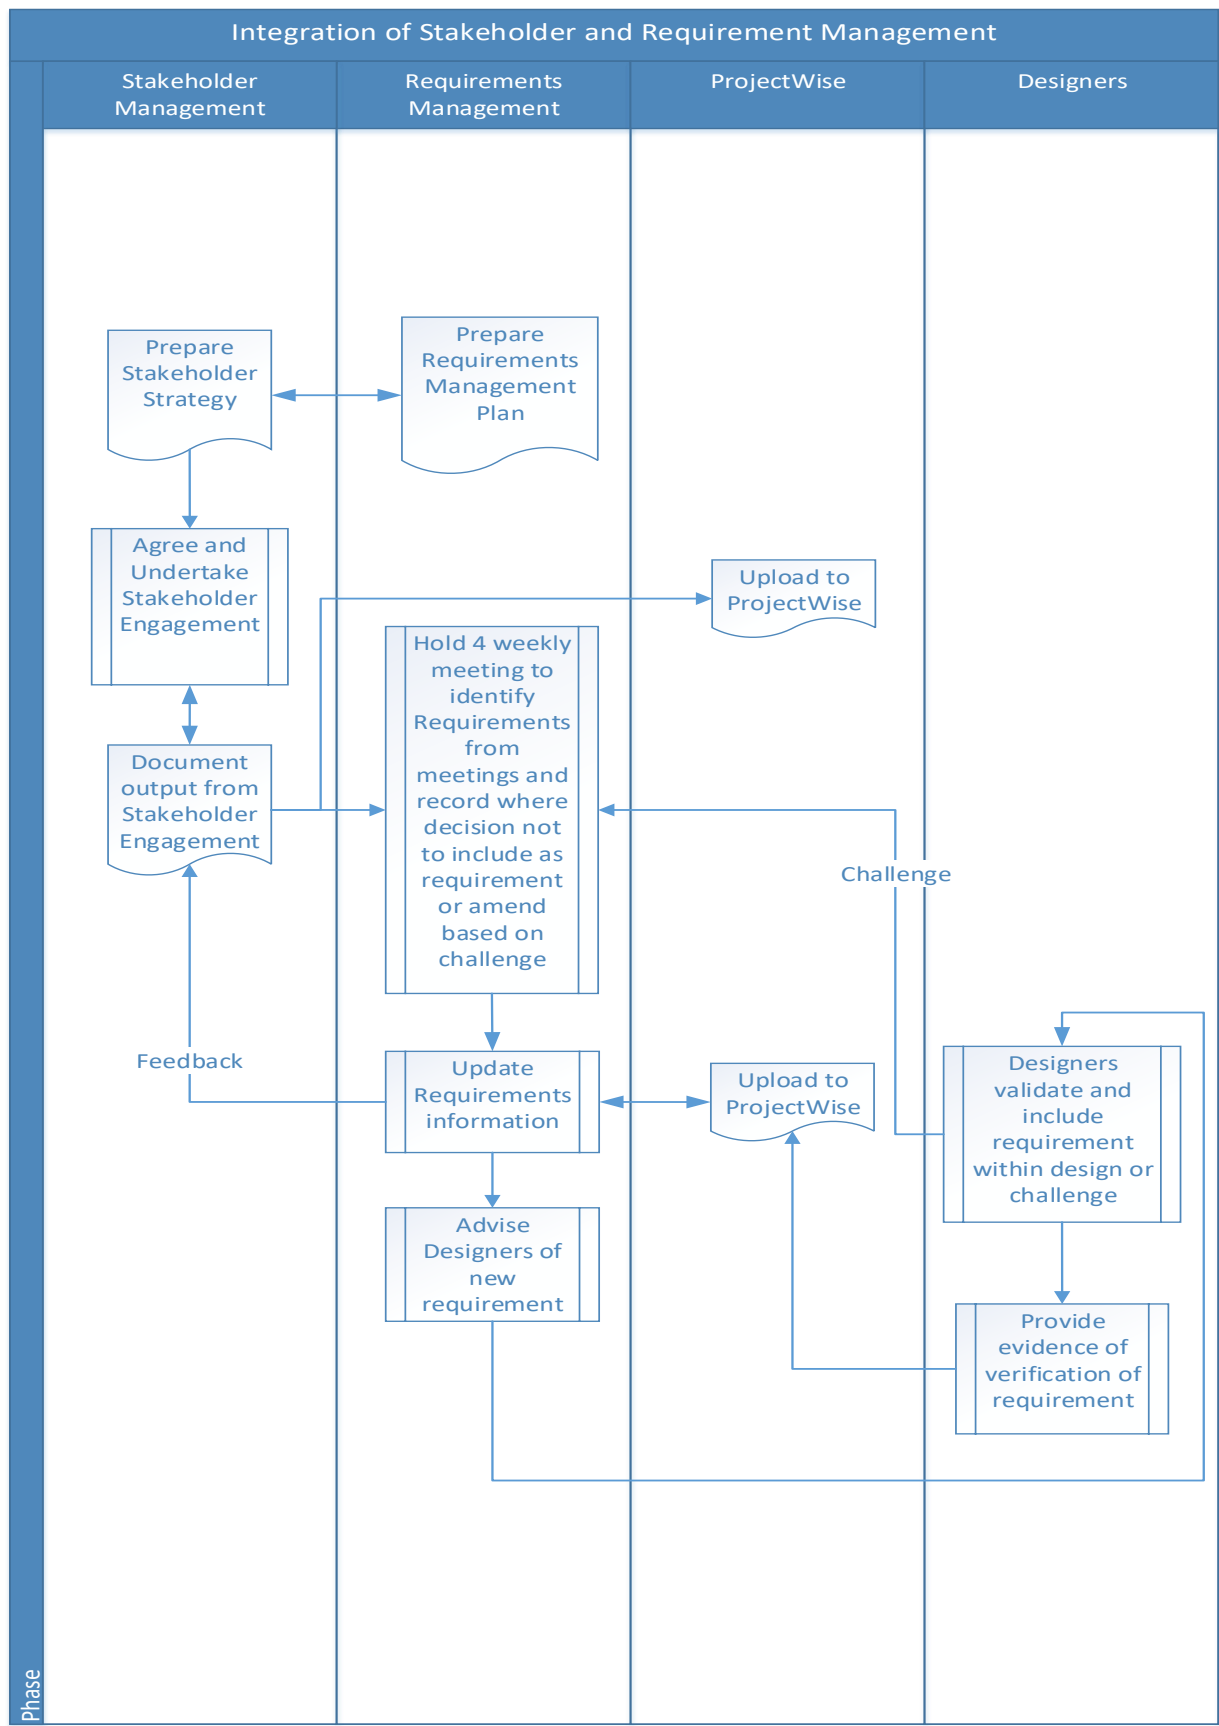 Integration of Stakeholder and Requirement Management
Stakeholder
Management
Requirements
Management
ProjectWise
Designers
Prepare
Stakeholder
Strategy
Prepare
Requirements
Management
Plan
Agree and
Undertake
Stakeholder
Engagement
Upload to
ProjectWise
Hold 4 weekly
meeting to
identify
Requirements
from
meetings and
record where
decision not
to include as
requirement
or amend
based on
challenge
Document
output from
Stakeholder
Engagement
Challenge
Feedback
Update
Requirements
information
Upload to
ProjectWise
Designers
validate and
include
requirement
within design or
challenge
Advise
Designers of
new
requirement
Provide
evidence of
verification of
requirement
Phase